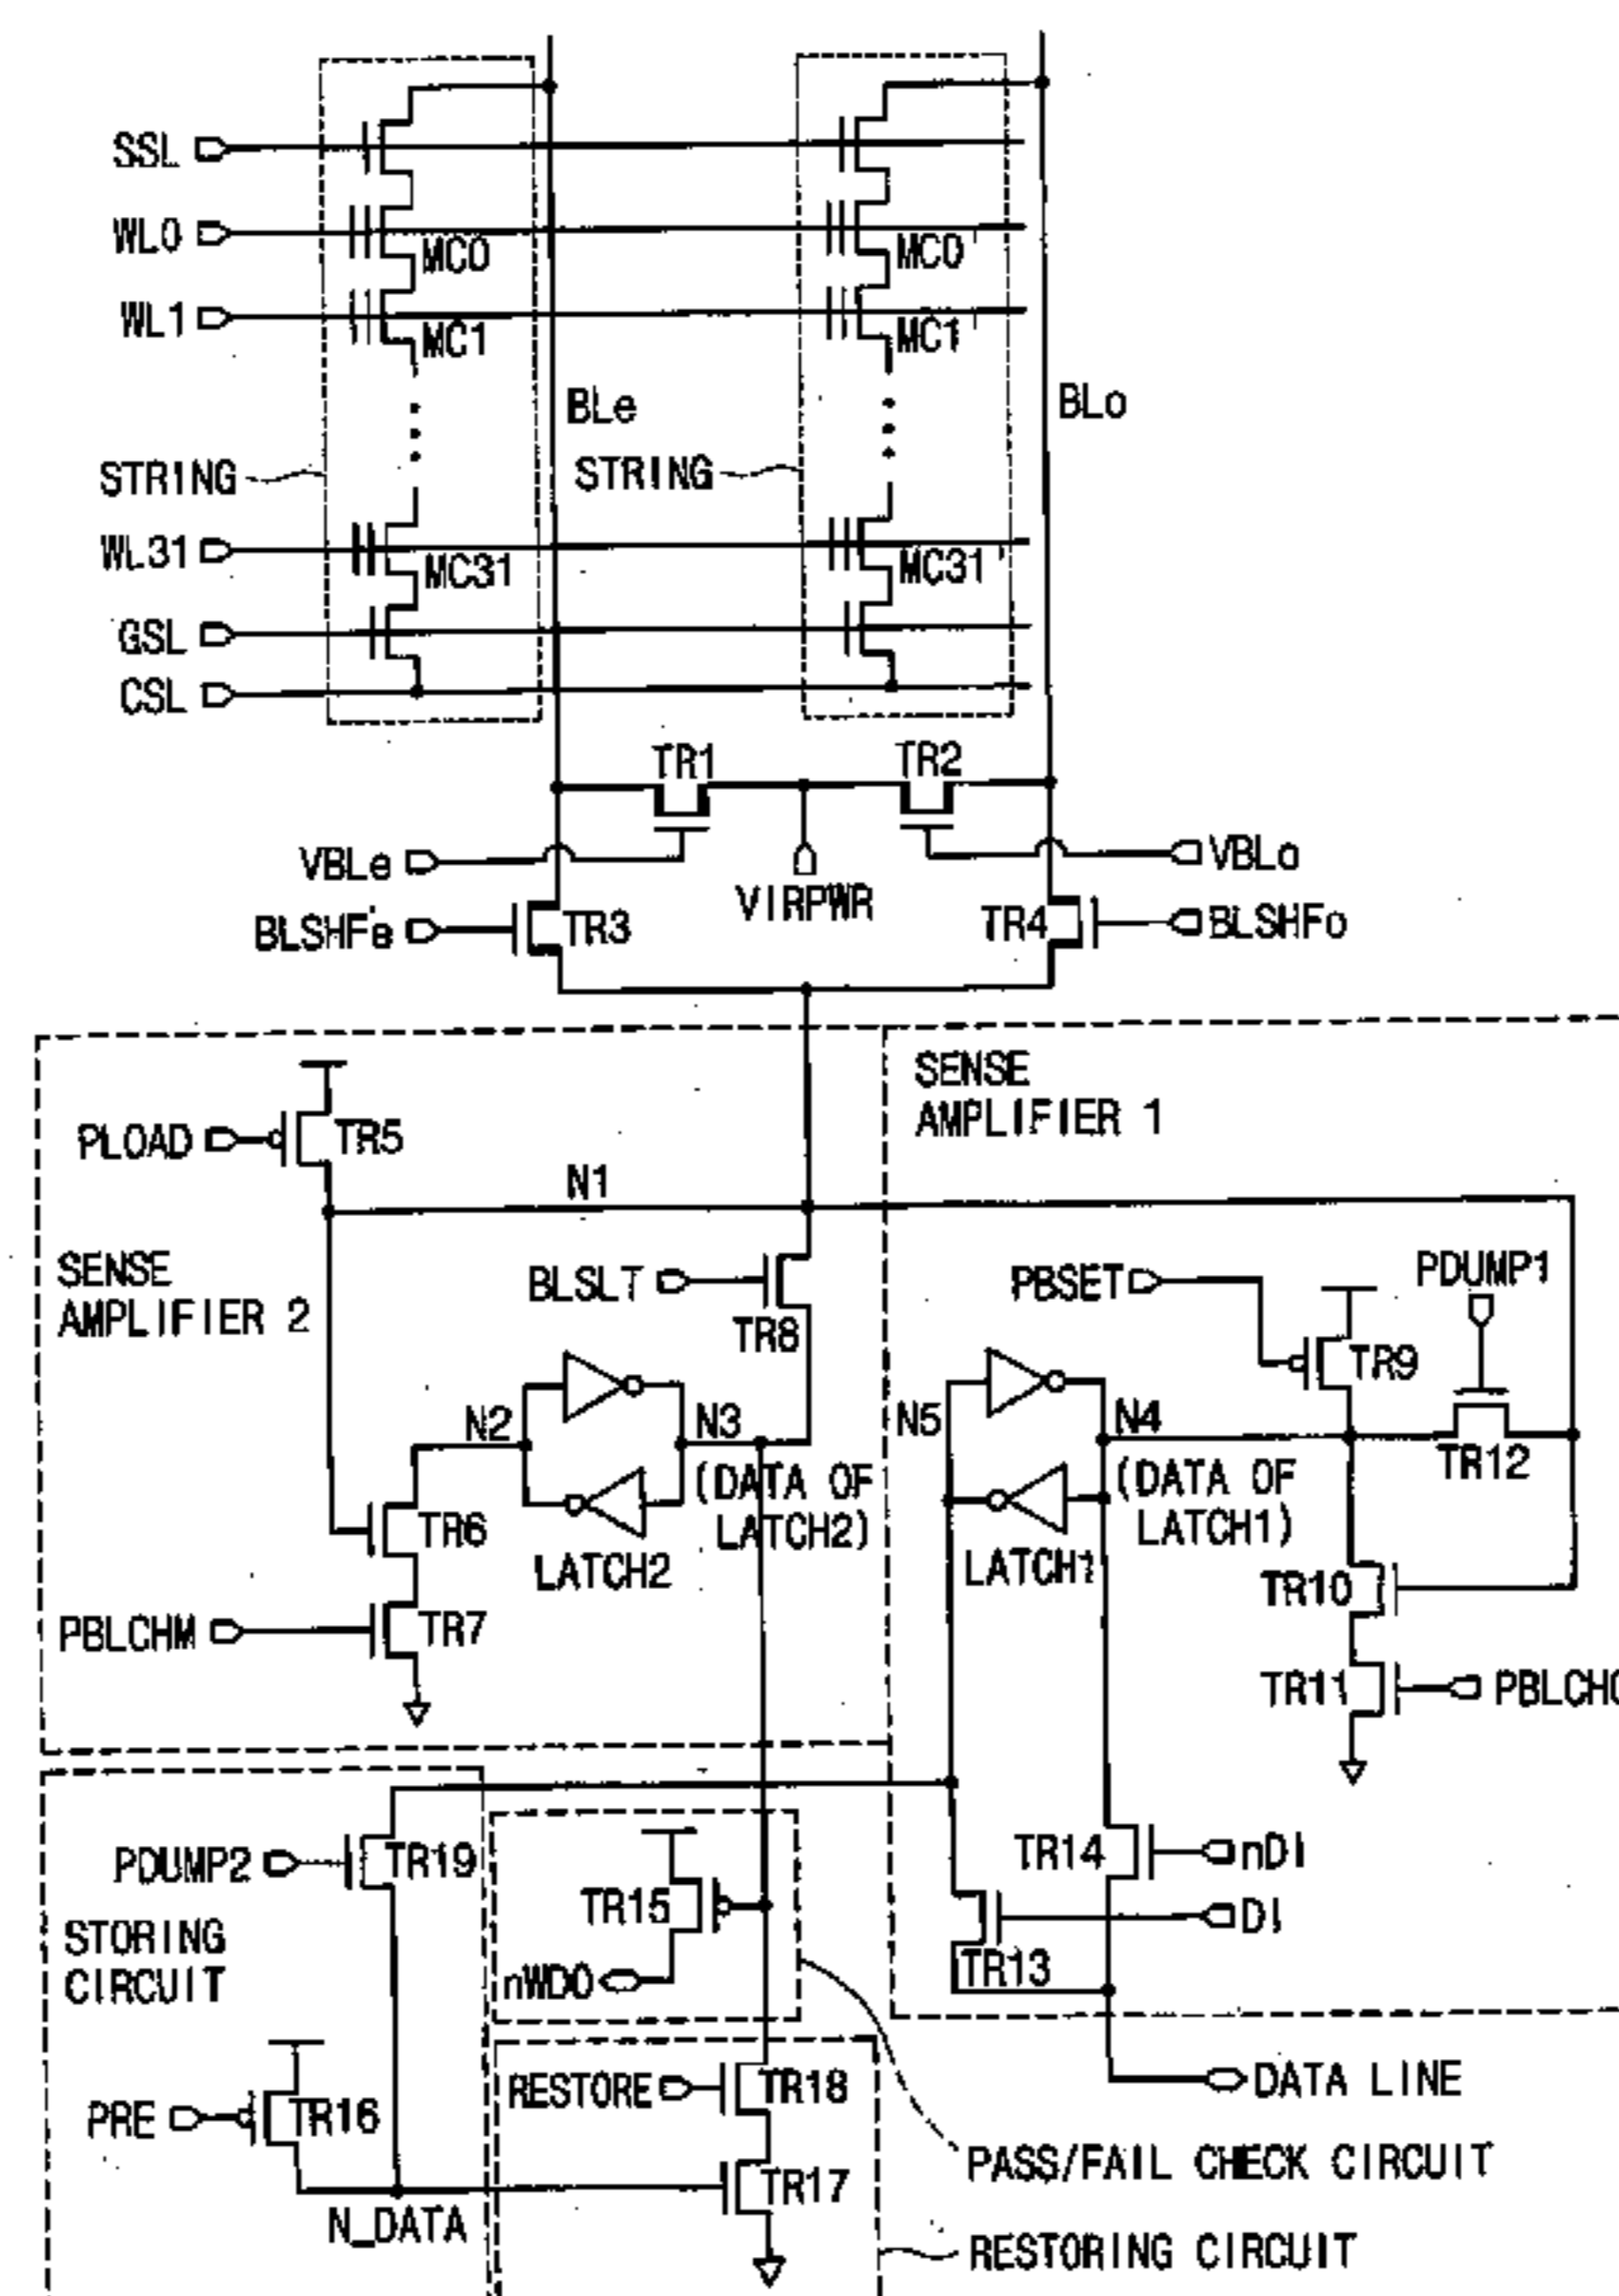 SSL
WL0
MC0
MC0
WL1
MC1
MC1
BLe
BLo
STRING
STRING
WL31
MC31
MC31
GSL
CSL
TR1
TR2
VBLe
VIRPWR
VBLo
BLSHFe
TR3
TR4
BLSHFo
SENSE
AMPLIFIER 1
PLOAD
TR5
N1
SENSE
AMPLIFIER 2
BLSLT
TR8
PBSET
PDUMP1
TR9
N2
N3
(DATA OF
LATCH2)
N5
N4
(DATA OF
LATCH1)
TR12
TR6
LATCH2
LATCH1
TR10
PBLCHM
TR7
TR11
PDUMP2
TR19
TR15
nWDO
TR14
nDI
DI
TR13
STORING
CIRCUIT
PRE
TR16
RESTORE
TR18
TR17
N_DATA
DATA LINE
PASS/FAIL CHECK CIRCUIT
RESTORING CIRCUIT